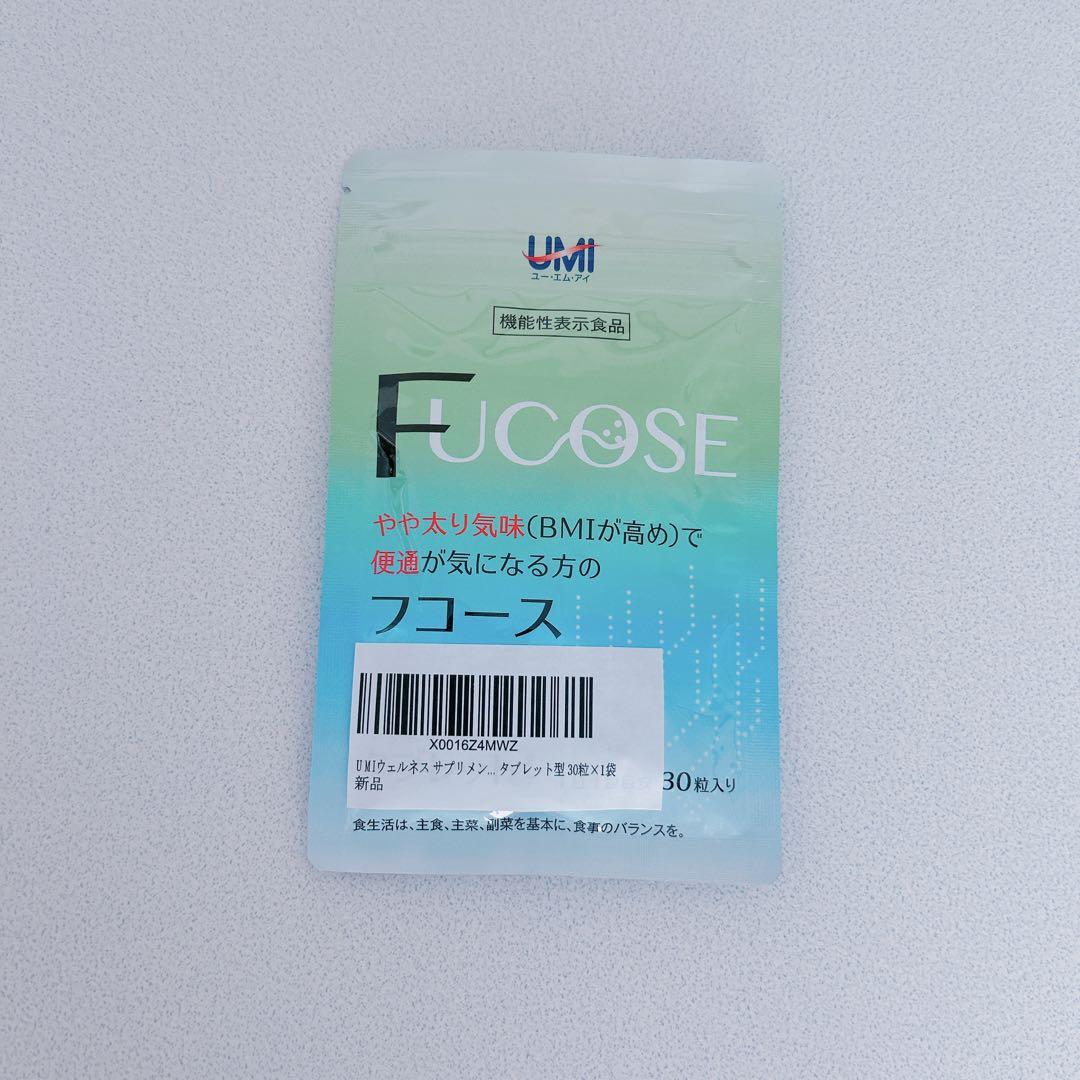 UMI
ユー・エム・アイ
機能性表示食品
FUCOSE
やや太り気味(BMIが高め)で
便通が気になる方の
フコース
X0016Z4MWZ
UMIウェルネス サプリメン... タブレット型 30粒×1袋
新品
30粒入り
食生活は、主食、主菜、副菜を基本に、食事のバランスを。